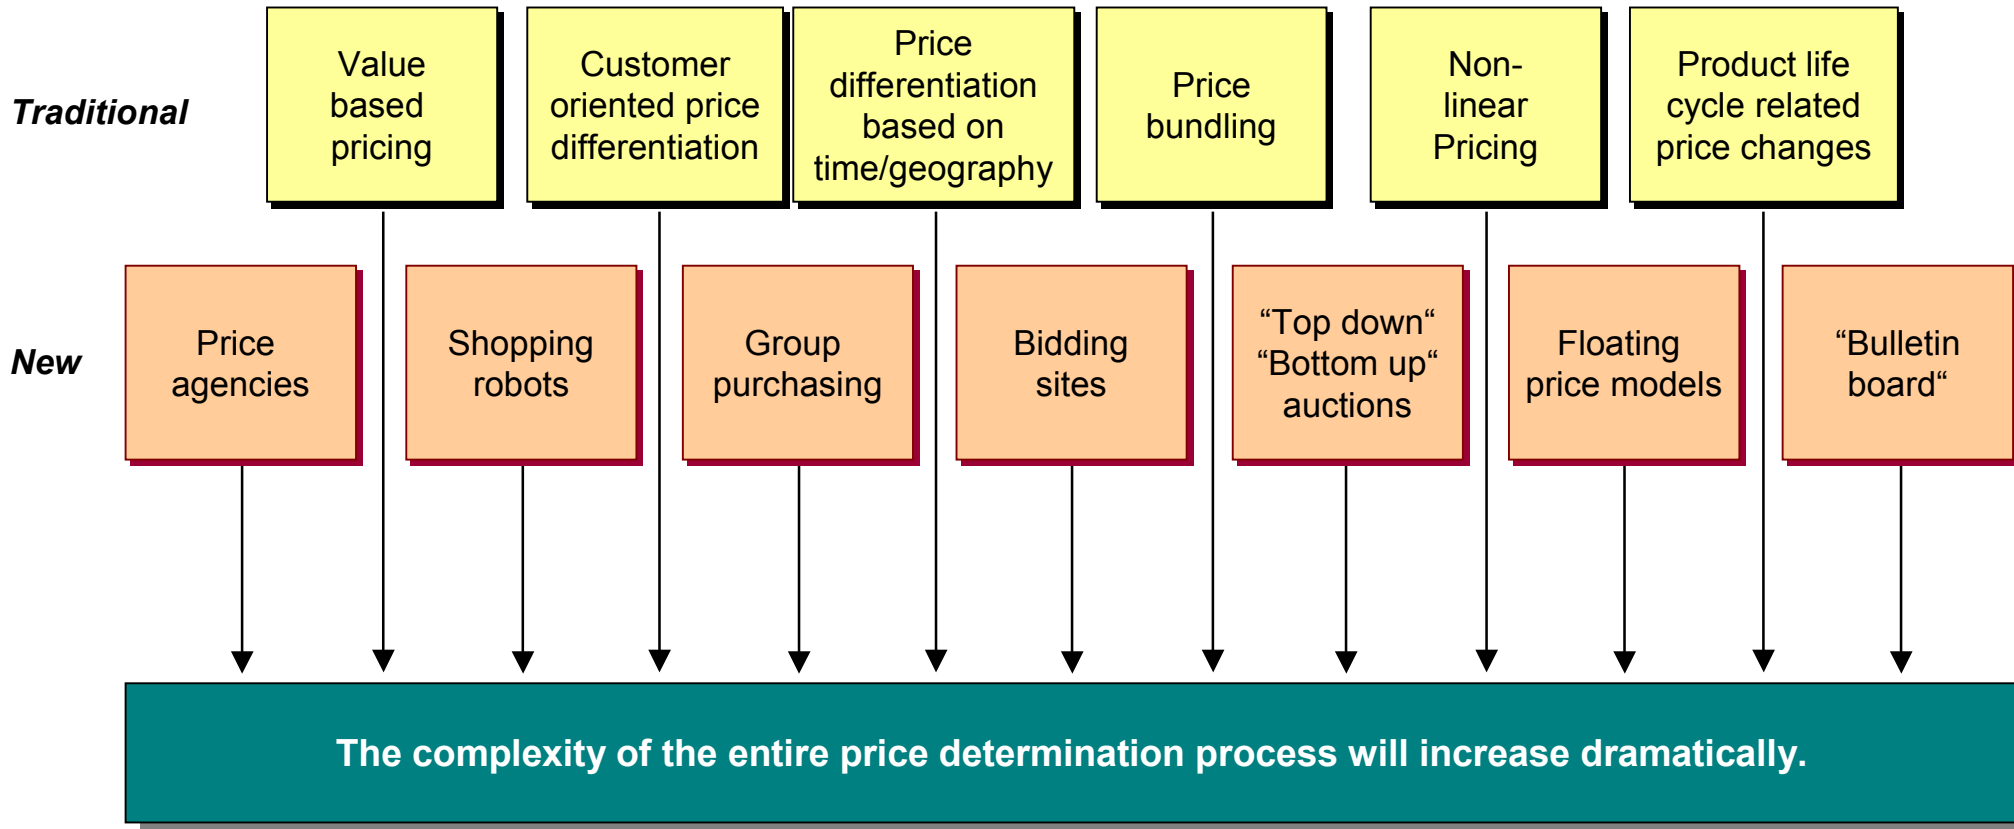 Traditional
Value
based
pricing
Customer
oriented price
differentiation
Price
differentiation
based on
time/geography
Price
bundling
Non-
linear
Pricing
Product life
cycle related
price changes
New
Price
agencies
Shopping
robots
Group
purchasing
Bidding
sites
“Top down“
“Bottom up“
auctions
Floating
price models
“Bulletin
board“
The complexity of the entire price determination process will increase dramatically.